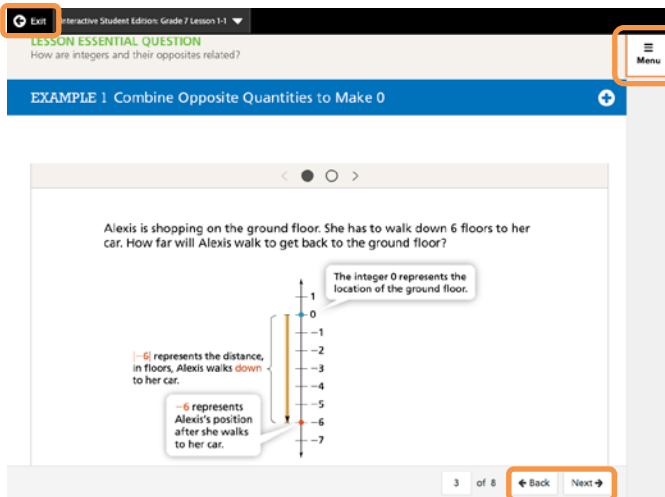 Exit
Interactive Student Edition: Grade 7 Lesson 1-1
LESSON ESSENTIAL QUESTION
How are integers and their opposites related?
Menu
EXAMPLE 1 Combine Opposite Quantities to Make 0
Alexis is shopping on the ground floor. She has to walk down 6 floors to her
car. How far will Alexis walk to get back to the ground floor?
The integer 0 represents the
location of the ground floor.
1
0
−1
−2
−3
−4
−5
−6
−7
|−6| represents the distance,
in floors, Alexis walks down
to her car.
−6 represents
Alexis's position
after she walks
to her car.
3 of 8
Back
Next